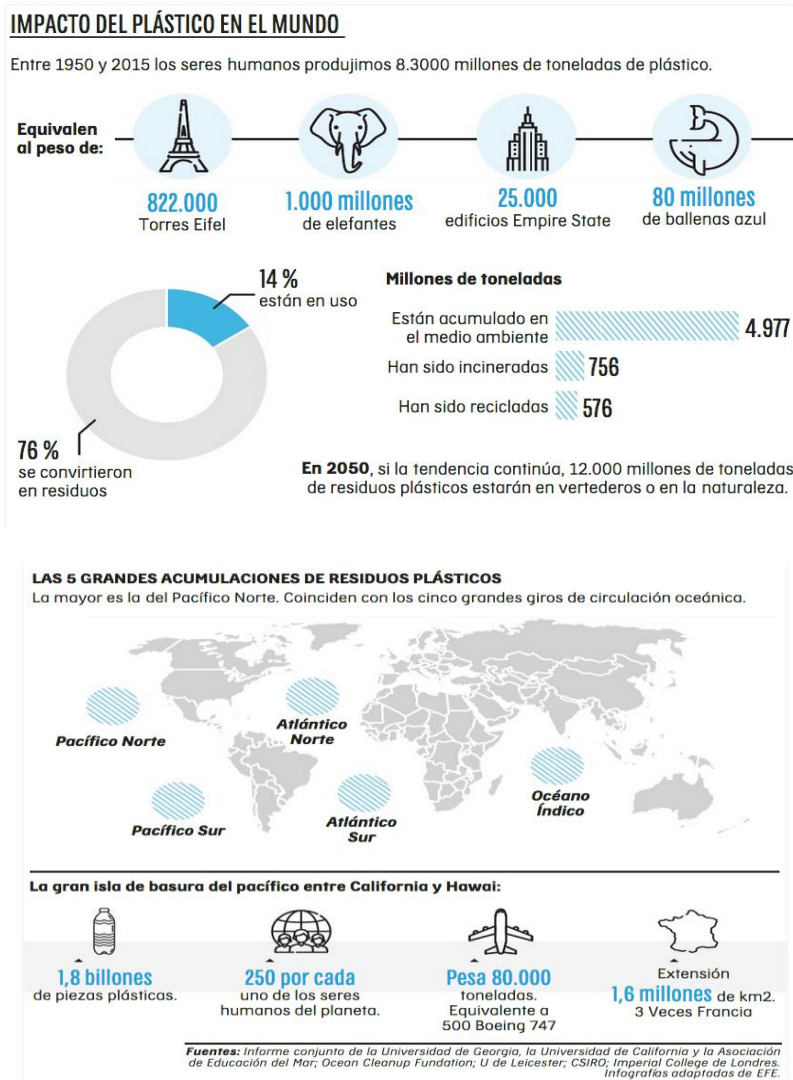 IMPACTO DEL PLÁSTICO EN EL MUNDO
Entre 1950 y 2015 los seres humanos produjimos 8.3000 millones de toneladas de plástico.
Equivalen
al peso de:
822.000
Torres Eifel
1.000 millones
de elefantes
25.000
edificios Empire State
80 millones
de ballenas azul
14 %
están en uso
76 %
se convirtieron
en residuos
Millones de toneladas
Están acumulado en
el medio ambiente
4.977
Han sido incineradas 756
Han sido recicladas 576
En 2050, si la tendencia continúa, 12.000 millones de toneladas
de residuos plásticos estarán en vertederos o en la naturaleza.
LAS 5 GRANDES ACUMULACIONES DE RESIDUOS PLÁSTICOS
La mayor es la del Pacífico Norte. Coinciden con los cinco grandes giros de circulación oceánica.
Pacífico Norte
Atlántico
Norte
Pacífico Sur
Atlántico
Sur
Océano
Índico
La gran isla de basura del pacífico entre California y Hawai:
1,8 billones
de piezas plásticas.
250 por cada
uno de los seres
humanos del planeta.
Pesa 80.000
toneladas.
Equivalente a
500 Boeing 747
Extensión
1,6 millones de km2.
3 Veces Francia
Fuentes: Informe conjunto de la Universidad de Georgia, la Universidad de California y la Asociación
de Educación del Mar; Ocean Cleanup Fundation; U de Leicester; CSIRO; Imperial College de Londres.
Infografías adaptadas de EFE.